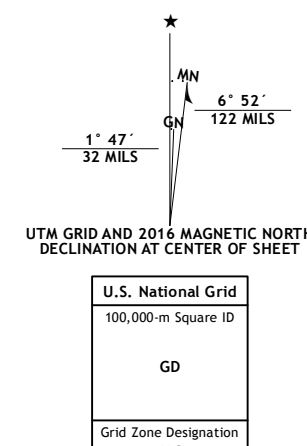 ★
MN
GN
6° 52´
122 MILS
1° 47´
32 MILS
UTM GRID AND 2016 MAGNETIC NORTH
DECLINATION AT CENTER OF SHEET
U.S. National Grid
100,000-m Square ID
GD
Grid Zone Designation